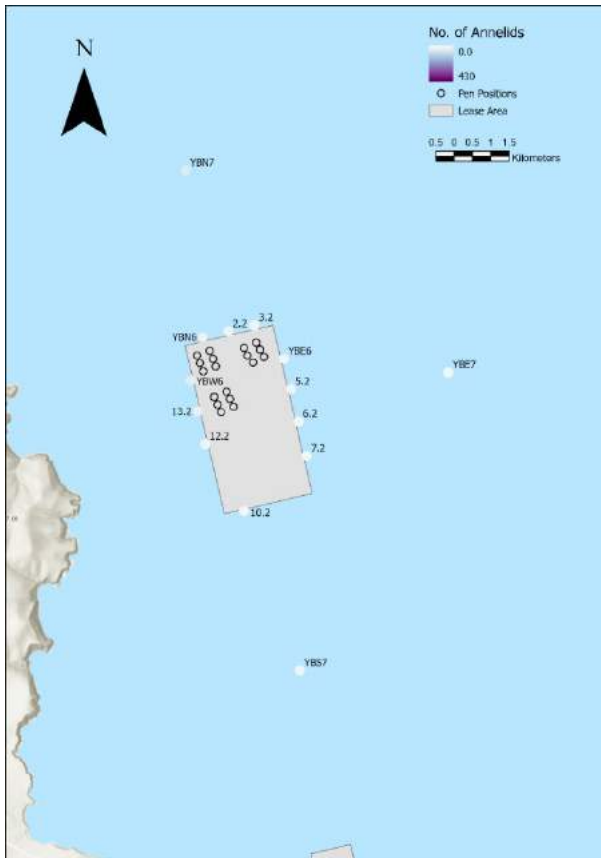 No. of Annelids
0.0
430
Pen Positions
Lease Area
0.5 0 0.5 1 1.5
Kilometers
N
YBN7
3.2
2.2
YBN6
YBE6
YBE7
YBW6
5.2
13.2
6.2
12.2
7.2
10.2
YBS7